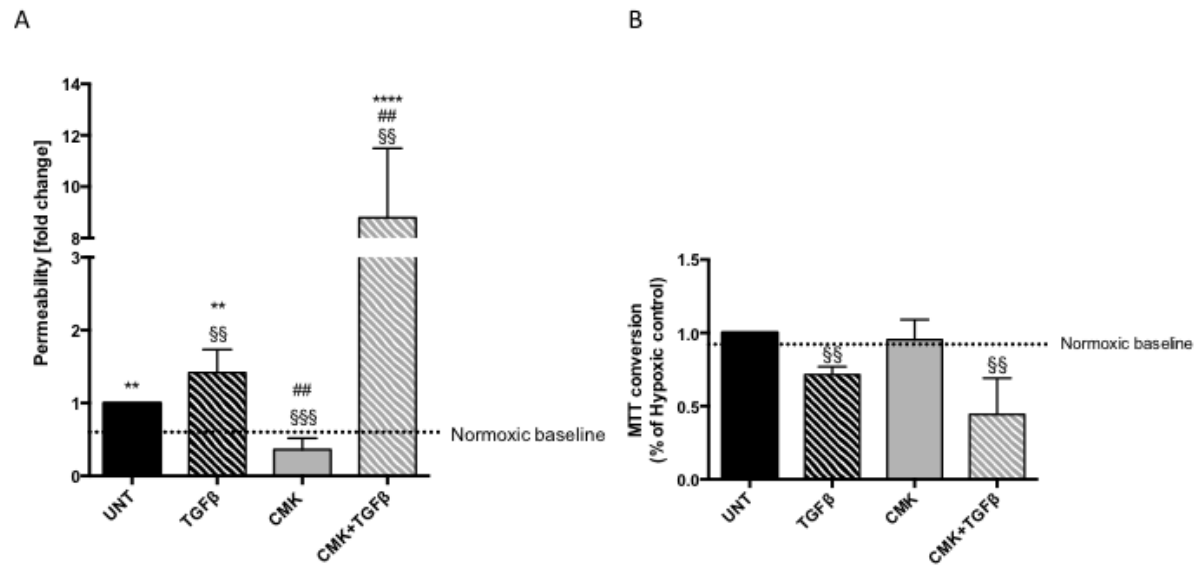 A
B
Permeability [fold change]
14
12
10
8
3
2
1
0
**
**
§§
##
§§§
****
##
§§
Normoxic baseline
UNT
TGFβ
CMK
CMK+TGFβ
MTT conversion
(% of Hypoxic control)
1.5
1.0
0.5
0.0
§§
§§
Normoxic baseline
UNT
TGFβ
CMK
CMK+TGFβ